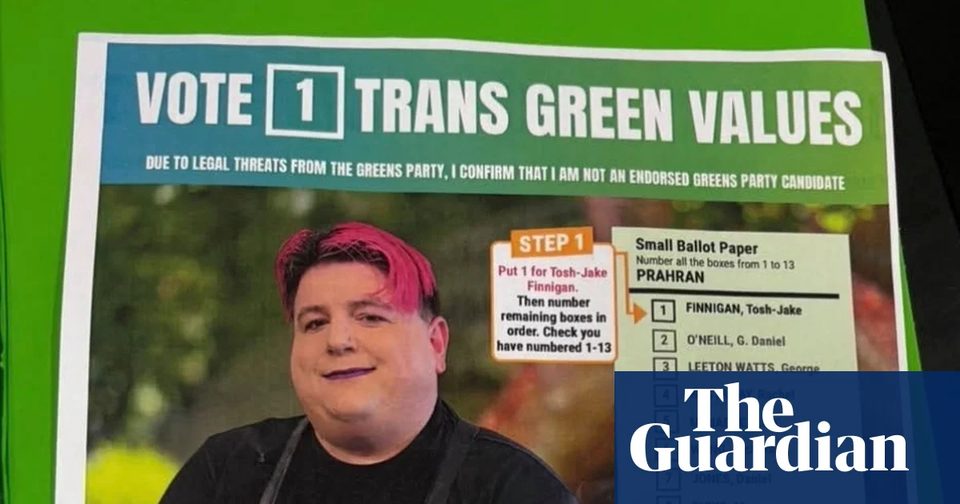 VOTE 1 TRANS GREEN VALUES
DUE TO LEGAL THREATS FROM THE GREENS PARTY, I CONFIRM THAT I AM NOT AN ENDORSED GREENS PARTY CANDIDATE
STEP 1
Put 1 for Tosh-Jake
Finnigan.
Then number
remaining boxes in
order. Check you
have numbered 1-13
Small Ballot Paper
Number all the boxes from 1 to 13
PRAHRAN
1 FINNIGAN, Tosh-Jake
2 O'NEILL, G. Daniel
3 LEETON WATTS, George
4
JONES, Daniel
The
Guardian